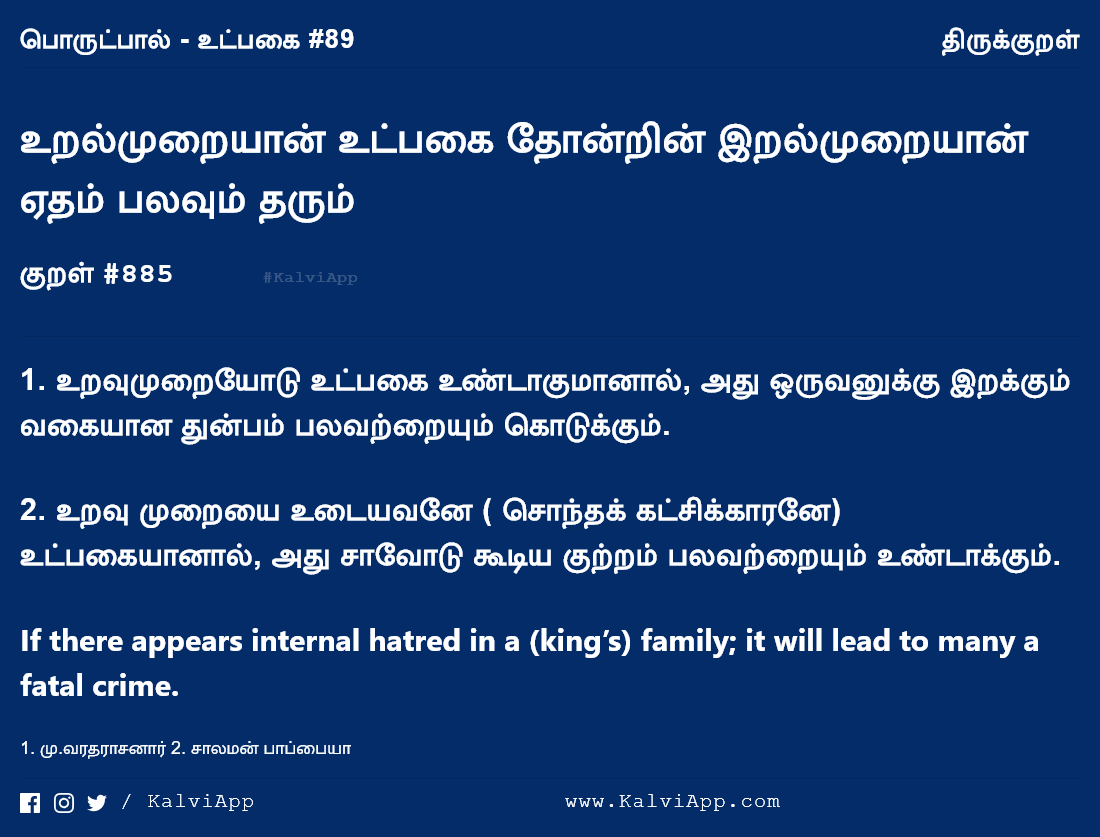 பொருட்பால் - உட்பகை #89 திருக்குறள்
உறல்முறையான் உட்பகை தோன்றின் இறல்முறையான்
ஏதம் பலவும் தரும்
குறள் #885 #KalviApp
1. உறவுமுறையோடு உட்பகை உண்டாகுமானால், அது ஒருவனுக்கு இறக்கும்
வகையான துன்பம் பலவற்றையும் கொடுக்கும்.
2. உறவு முறையை உடையவனே ( சொந்தக் கட்சிக்காரனே)
உட்பகையானால், அது சாவோடு கூடிய குற்றம் பலவற்றையும் உண்டாக்கும்.
If there appears internal hatred in a (king’s) family; it will lead to many a
fatal crime.
1. மு.வரதராசனார் 2. சாலமன் பாப்பையா
/ KalviApp www.KalviApp.com